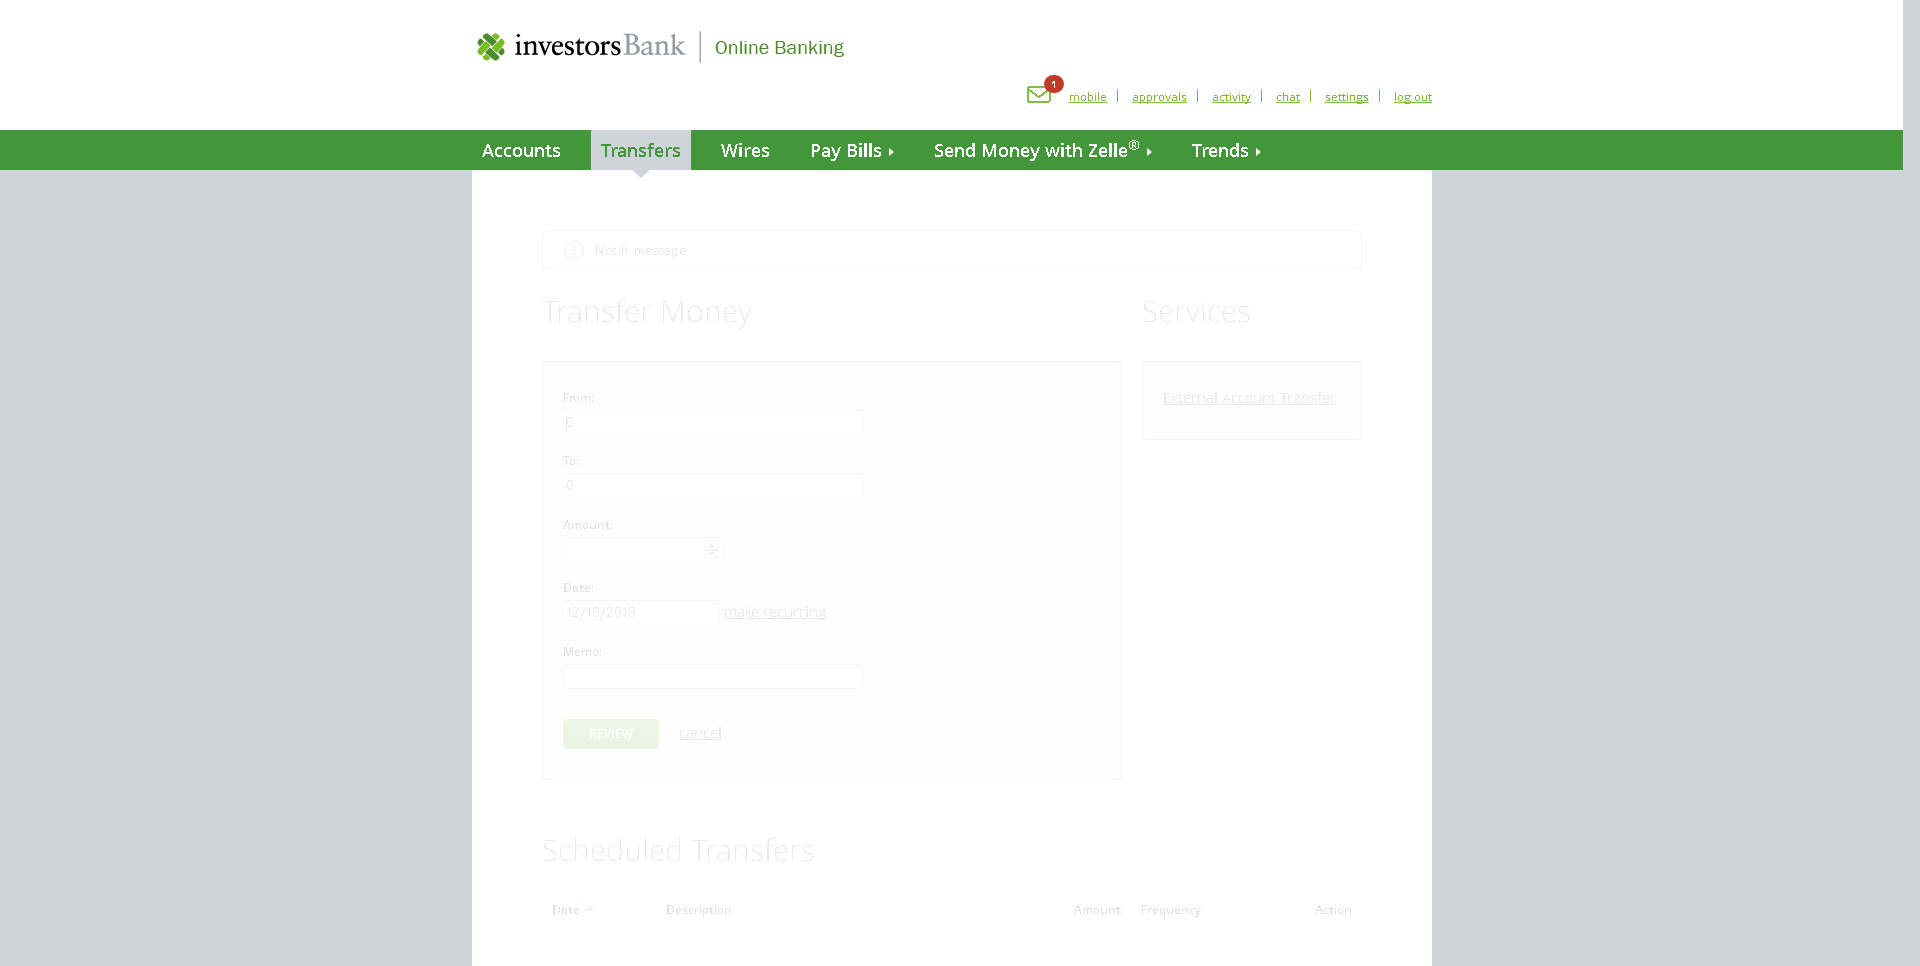 investorsBank Online Banking
1 mobile approvals activity chat settings log out
Accounts Transfers Wires Pay Bills Send Money with Zelle® Trends
Notifi message
Transfer Money Services
From:
0
External Account Transfer
To:
0
Amount:
Date:
12/19/2019 make recurring
Memo:
REVIEW cancel
Scheduled Transfers
Date Description Amount Frequency Action